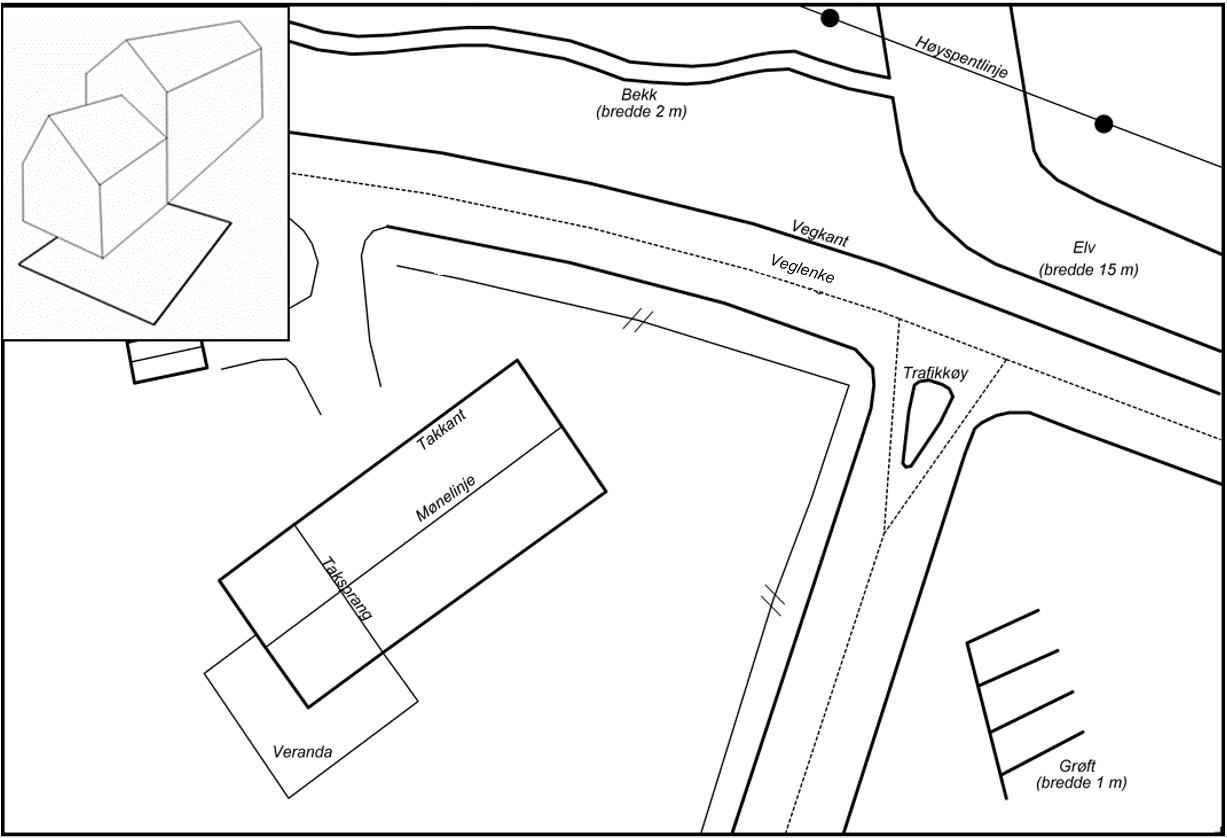 Høyspentlinje
Bekk
(bredde 2 m)
Vegkant
Elv
(bredde 15 m)
Veglenke
Trafikkøy
Takkant
Mønelinje
Taksprang
Veranda
Grøft
(bredde 1 m)